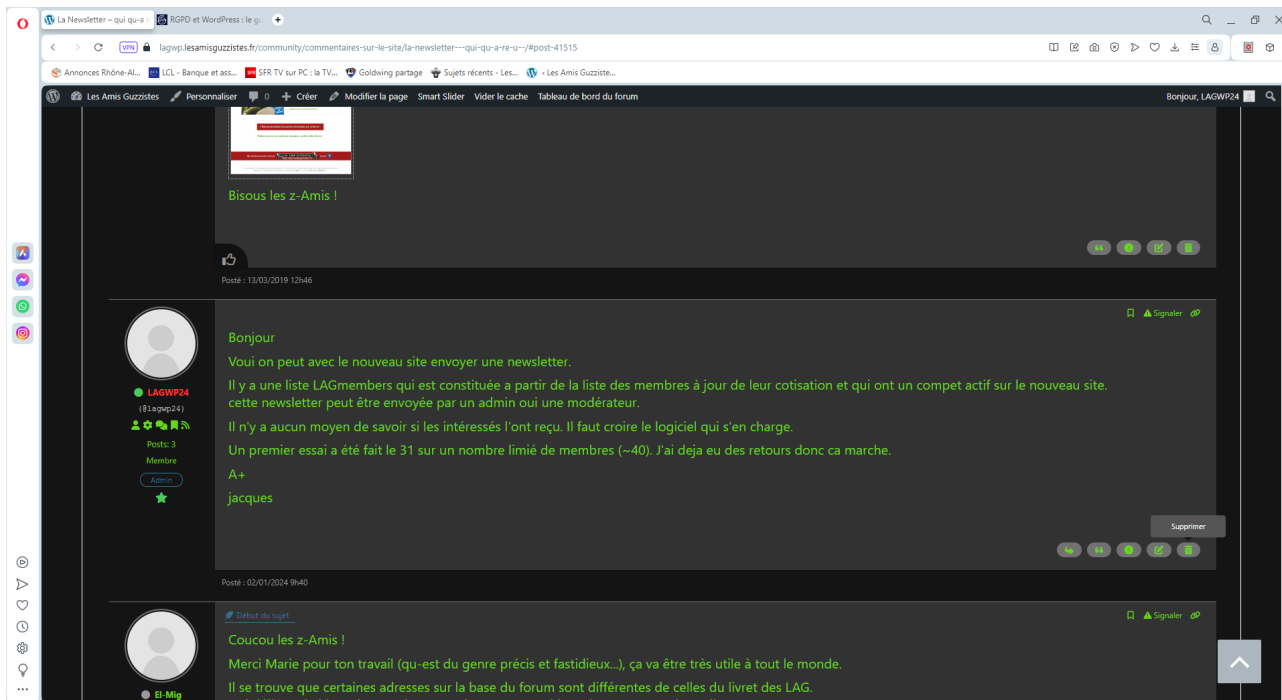 La Newsletter – qui qu-a r
RGPD et WordPress : le gu
VPN
lagwp.lesamisguzzistes.fr/community/commentaires-sur-le-site/la-newsletter---qui-qu-a-re-u--/#post-41515
Annonces Rhône-Al...
LCL - Banque et ass...
SFR TV sur PC : la TV...
Goldwing partage
Sujets récents - Les...
‹ Les Amis Guzziste...
Les Amis Guzzistes
Personnaliser
0
Créer
Modifier la page
Smart Slider
Vider le cache
Tableau de bord du forum
Bonjour, LAGWP24
Bisous les z-Amis !
Posté : 13/03/2019 12h46
Signaler
Bonjour
Voui on peut avec le nouveau site envoyer une newsletter.
Il y a une liste LAGmembers qui est constituée a partir de la liste des membres à jour de leur cotisation et qui ont un compet actif sur le nouveau site.
cette newsletter peut être envoyée par un admin oui une modérateur.
Il n'y a aucun moyen de savoir si les intéressés l'ont reçu. Il faut croire le logiciel qui s'en charge.
Un premier essai a été fait le 31 sur un nombre limié de membres (~40). J'ai deja eu des retours donc ca marche.
A+
jacques
LAGWP24
(@lagwp24)
Posts: 3
Membre
Admin
Supprimer
Posté : 02/01/2024 9h40
Début du sujet
Signaler
Coucou les z-Amis !
Merci Marie pour ton travail (qu-est du genre précis et fastidieux...), ça va être très utile à tout le monde.
Il se trouve que certaines adresses sur la base du forum sont différentes de celles du livret des LAG.
El-Mig